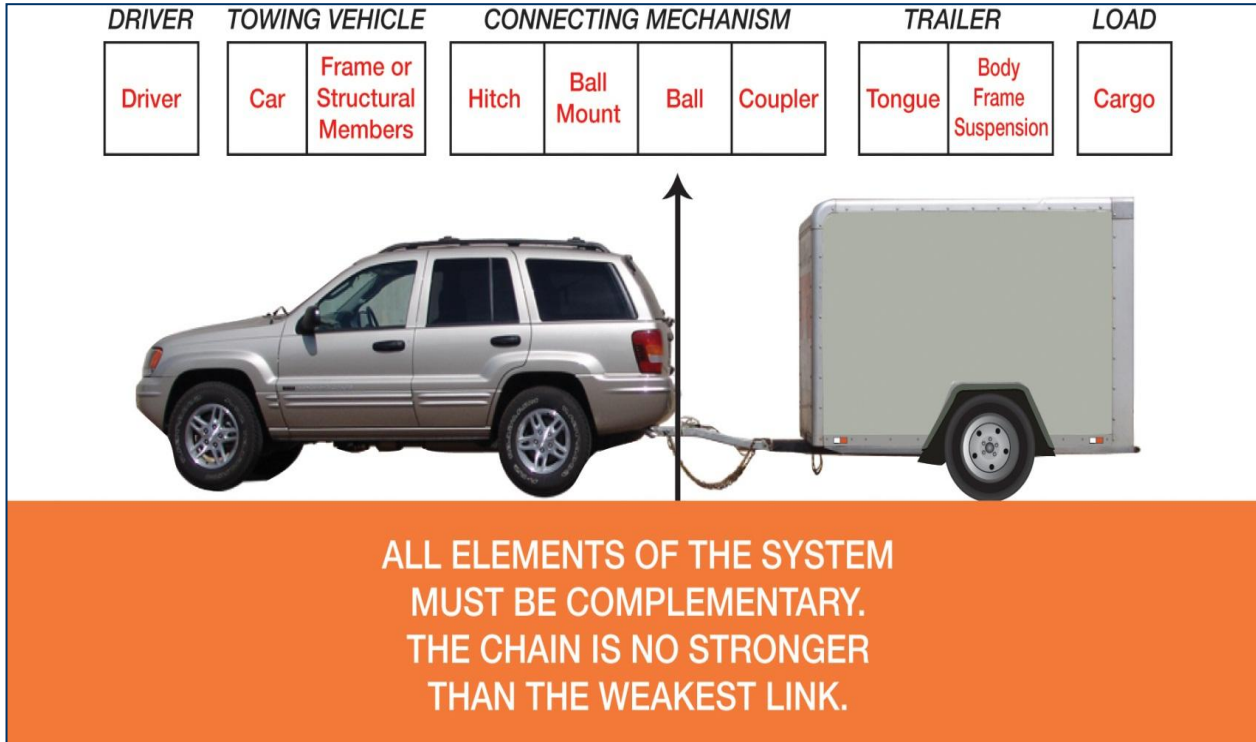 DRIVER
TOWING VEHICLE
CONNECTING MECHANISM
TRAILER
LOAD
Driver
Car
Frame or
Structural
Members
Hitch
Ball
Mount
Ball
Coupler
Tongue
Body
Frame
Suspension
Cargo
ALL ELEMENTS OF THE SYSTEM
MUST BE COMPLEMENTARY.
THE CHAIN IS NO STRONGER
THAN THE WEAKEST LINK.